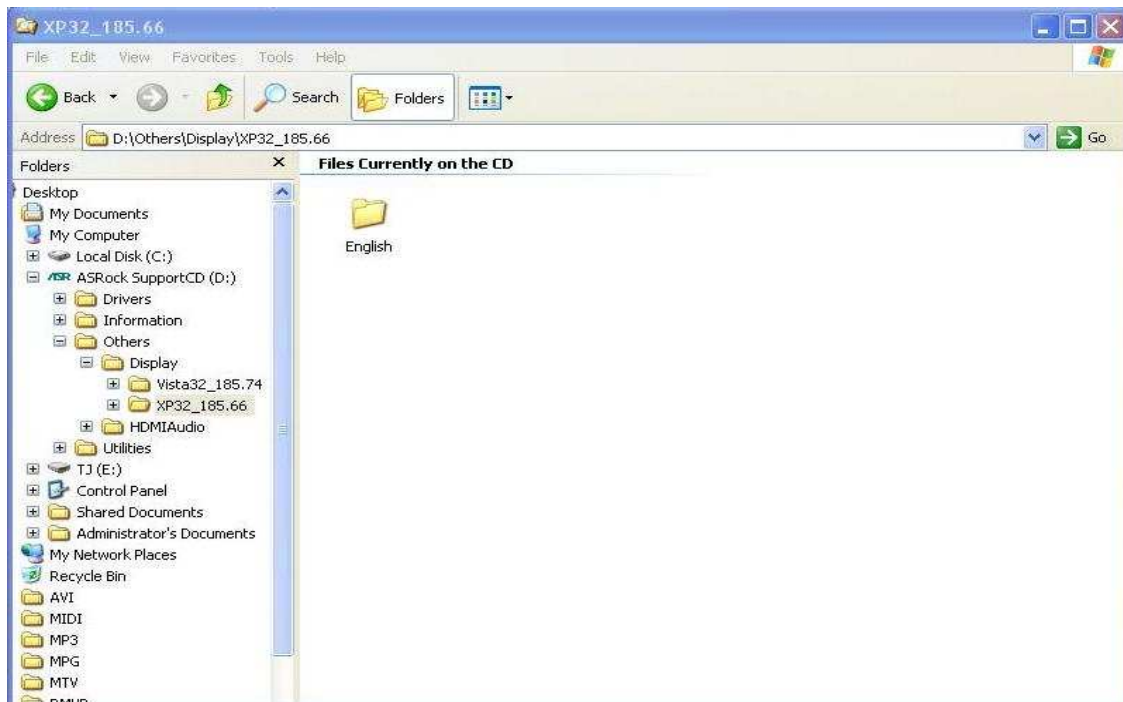 XP32_185.66
File Edit View Favorites Tools Help
Back Search Folders
Address D:\Others\Display\XP32_185.66 Go
Folders
Files Currently on the CD
Desktop
My Documents
My Computer
Local Disk (C:)
ASR ASRock SupportCD (D:)
Drivers
Information
Others
Display
Vista32_185.74
XP32_185.66
HDMIAudio
Utilities
TJ (E:)
Control Panel
Shared Documents
Administrator's Documents
My Network Places
Recycle Bin
AVI
MIDI
MP3
MPG
MTV
English